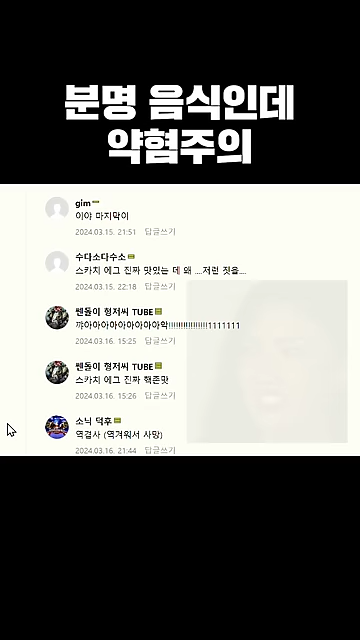 분명 음식인데
약혐주의
gim
이야 마지막이
2024.03.15. 21:51 답글쓰기
수다소다수소
스카치 에그 진짜 맛있는 데 왜 ....저런 짓을....
2024.03.15. 22:18 답글쓰기
쎈돌이 형저씨 TUBE
꺄아아아아아아아아아악!!!!!!!!!!!!!!!!1111111
2024.03.16. 15:25 답글쓰기
쎈돌이 형저씨 TUBE
스카치 에그 진짜 핵존맛
2024.03.16. 15:26 답글쓰기
소닉 덕후
역겹사 (역겨워서 사망)
2024.03.16. 21:44 답글쓰기